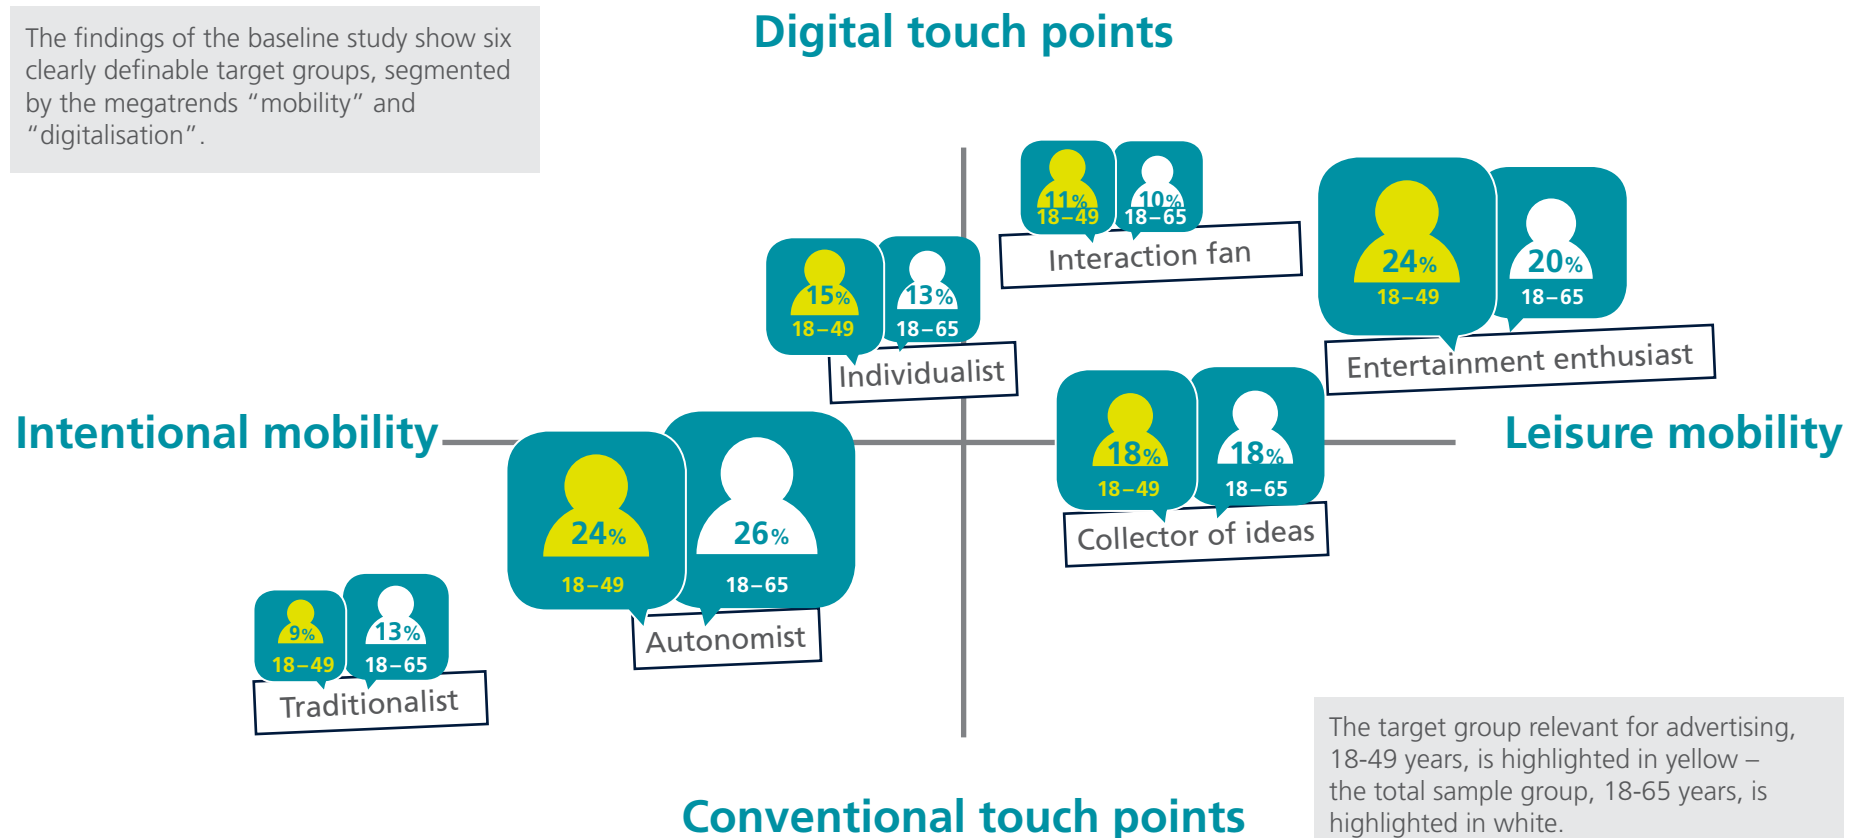 The findings of the baseline study show six
clearly definable target groups, segmented
by the megatrends “mobility” and
“digitalisation”.
Digital touch points
11% 10%
18–49 18–65
Interaction fan
24% 20%
18–49 18–65
Entertainment enthusiast
15% 13%
18–49 18–65
Individualist
Intentional mobility
Leisure mobility
18% 18%
18–49 18–65
Collector of ideas
24% 26%
18–49 18–65
Autonomist
9% 13%
18–49 18–65
Traditionalist
The target group relevant for advertising,
18-49 years, is highlighted in yellow –
the total sample group, 18-65 years, is
highlighted in white.
Conventional touch points